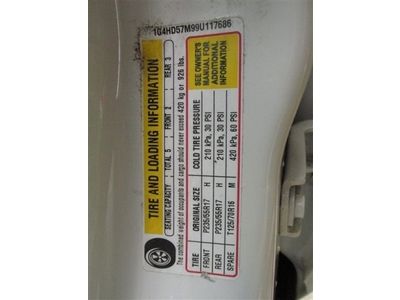 1G4HD57M99U117686
TIRE AND LOADING INFORMATION
SEATING CAPACITY TOTAL 5 FRONT 2 REAR 3
The combined weight of occupants and cargo should never exceed 420 kg or 926 lbs.
TIRE ORIGINAL SIZE COLD TIRE PRESSURE
FRONT P235/55R17 H 210 kPa, 30 PSI
REAR P235/55R17 H 210 kPa, 30 PSI
SPARE T125/70R16 M 420 kPa, 60 PSI
SEE OWNER'S
MANUAL FOR
ADDITIONAL
INFORMATION